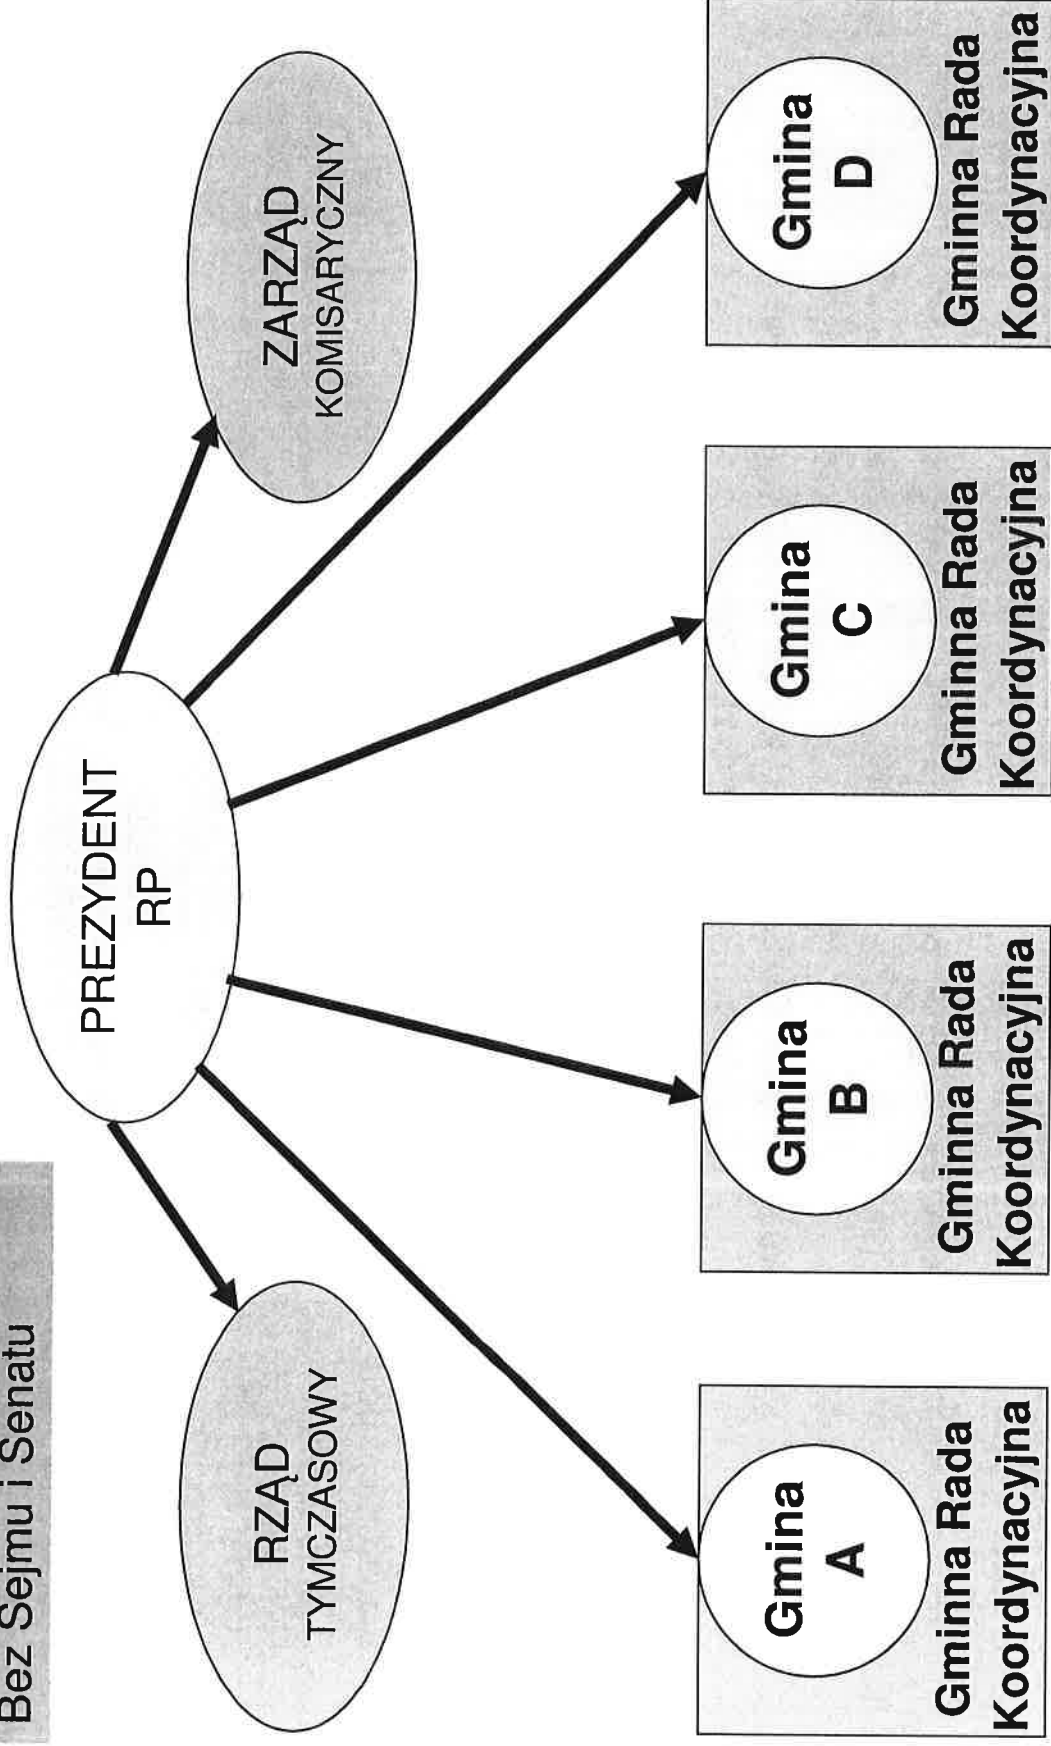 Bez Sejmu i Senatu
PREZYDENT
RP
RZĄD
TYMCZASOWY
ZARZĄD
KOMISARYCZNY
Gmina
A
Gminna Rada
Koordynacyjna
Gmina
B
Gminna Rada
Koordynacyjna
Gmina
C
Gminna Rada
Koordynacyjna
Gmina
D
Gminna Rada
Koordynacyjna